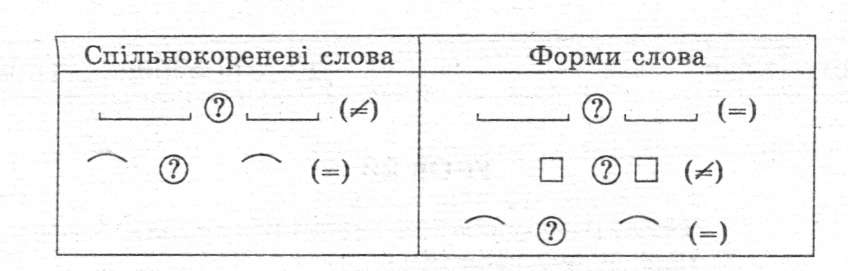 Спільнокореневі слова
Форми слова
? (≠)
? (=)
? (=)
? (≠)
? (=)